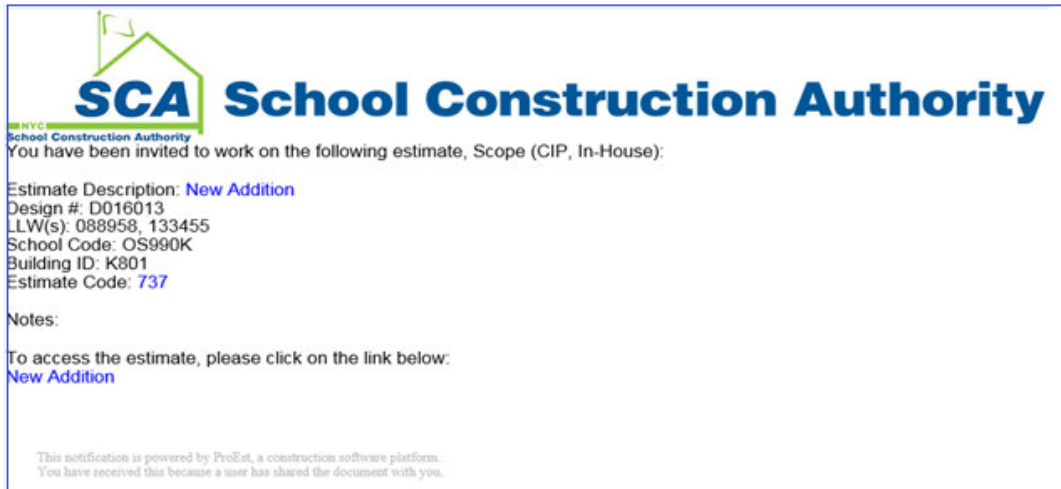 SCA School Construction Authority
NYC
School Construction Authority
You have been invited to work on the following estimate, Scope (CIP, In-House):
Estimate Description: New Addition
Design #: D016013
LLW(s): 088958, 133455
School Code: OS990K
Building ID: K801
Estimate Code: 737
Notes:
To access the estimate, please click on the link below:
New Addition
This notification is powered by ProEst, a construction software platform.
You have received this because a user has shared the document with you.